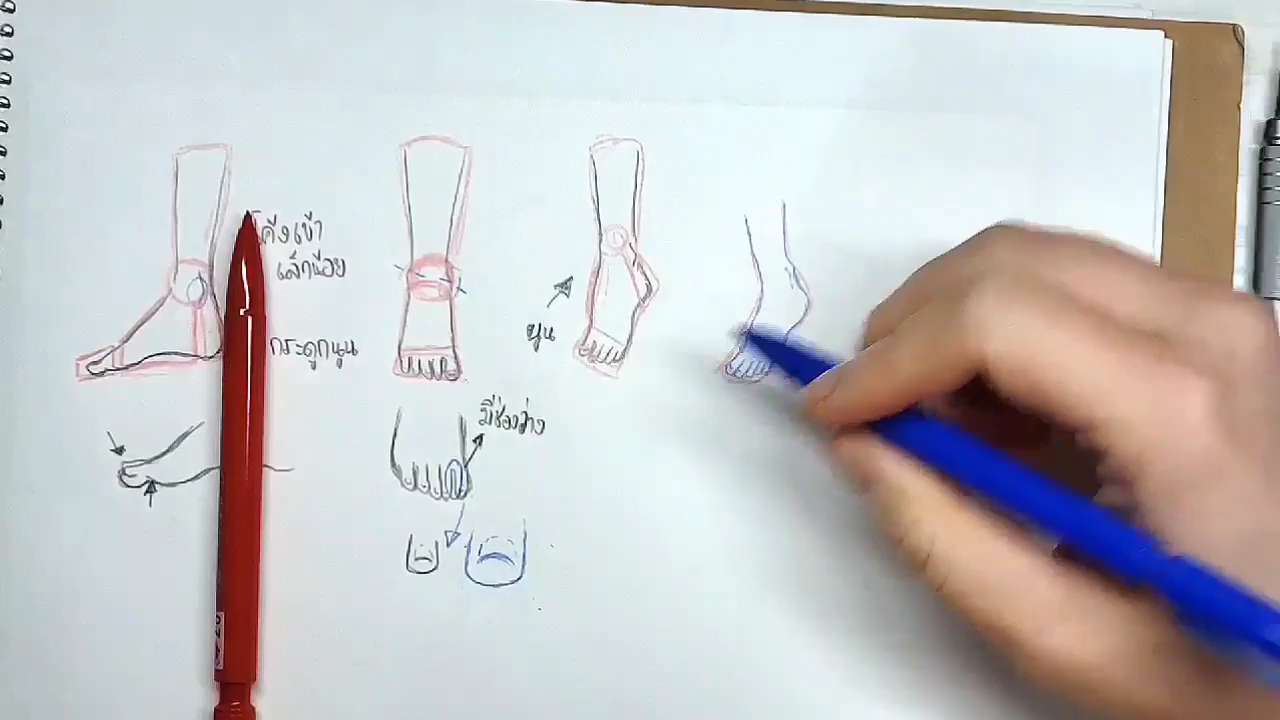 โค้งเข้า
เล็กน้อย
กระดูกนูน
นูน
มีช่องว่าง